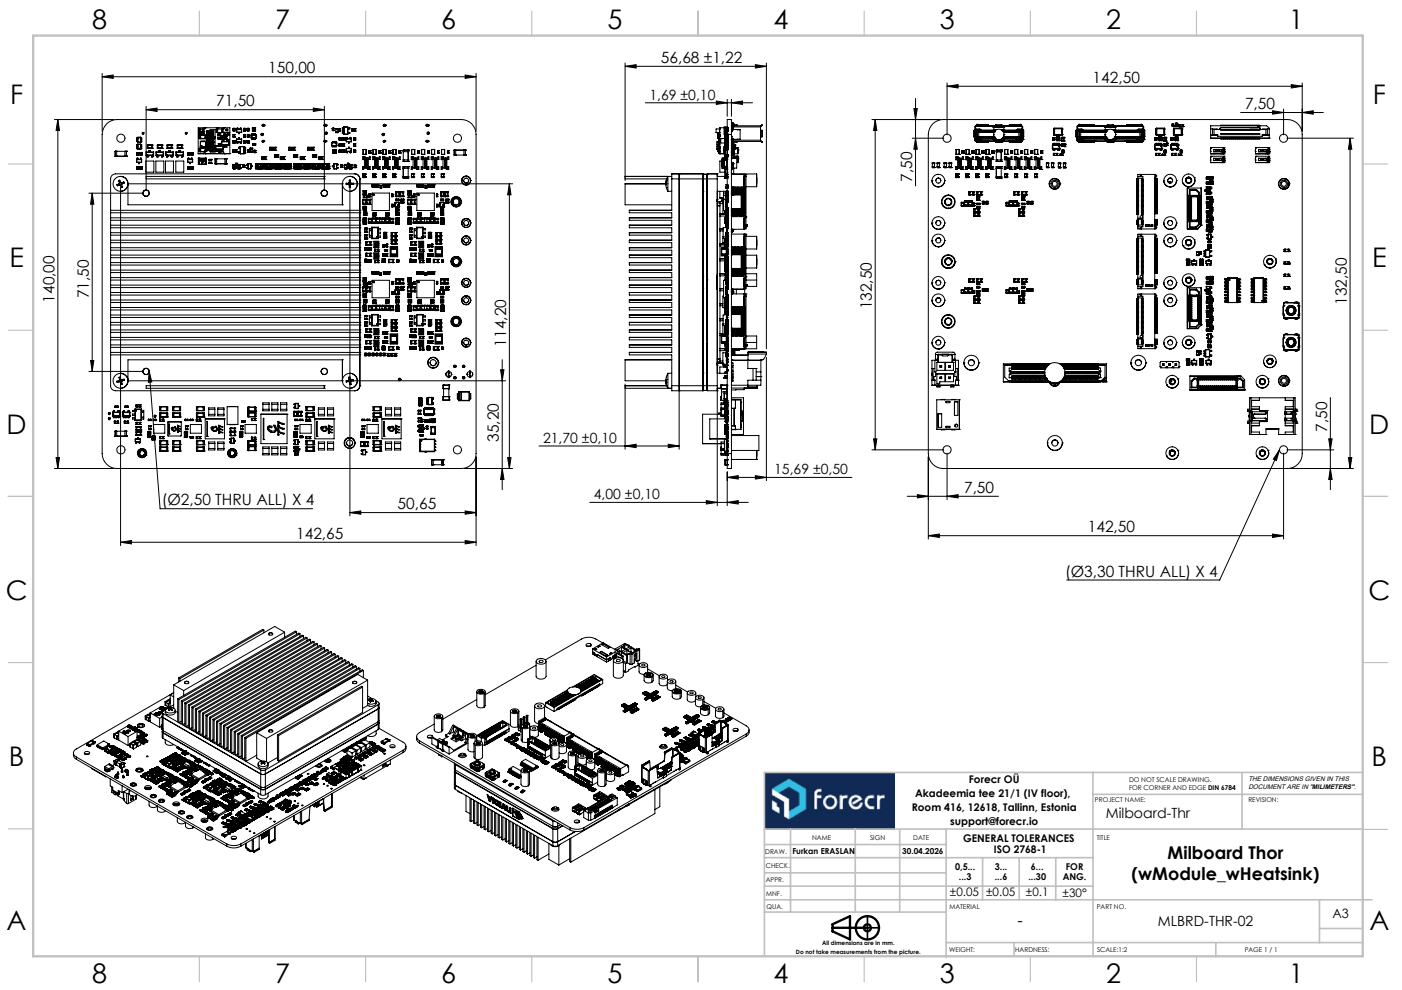 8 7 6 5 4 3 2 1
F F
E E
D D
C C
B B
A A
150,00
71,50
140,00
71,50
114,20
35,20
(Ø2,50 THRU ALL) X 4
50,65
142,65
56,68 ±1,22
1,69 ±0,10
21,70 ±0,10
15,69 ±0,50
4,00 ±0,10
142,50
7,50
7,50
132,50
132,50
7,50
7,50
142,50
(Ø3,30 THRU ALL) X 4
forecr
Forecr OÜ
Akadeemia tee 21/1 (IV floor),
Room 416, 12618, Tallinn, Estonia
support@forecr.io
DO NOT SCALE DRAWING.
FOR CORNER AND EDGE DIN 6784
THE DIMENSIONS GIVEN IN THIS
DOCUMENT ARE IN "MILIMETERS".
PROJECT NAME:
Milboard-Thr
REVISION:
NAME SIGN DATE
DRAW. Furkan ERASLAN 30.04.2026
CHECK.
APPR.
MNF.
QUA.
GENERAL TOLERANCES
ISO 2768-1
0,5... 3... 6... FOR
...3 ...6 ...30 ANG.
±0.05 ±0.05 ±0.1 ±30°
TITLE
Milboard Thor
(wModule_wHeatsink)
MATERIAL
-
PART NO.
MLBRD-THR-02
A3
All dimensions are in mm.
Do not take measurements from the picture.
WEIGHT: HARDNESS: SCALE:1:2 PAGE 1 / 1
8 7 6 5 4 3 2 1